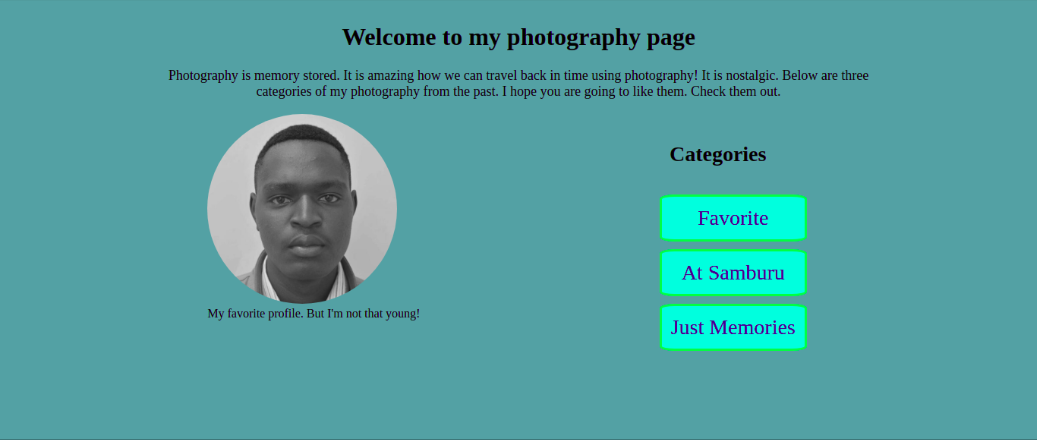 Welcome to my photography page
Photography is memory stored. It is amazing how we can travel back in time using photography! It is nostalgic. Below are three
categories of my photography from the past. I hope you are going to like them. Check them out.
My favorite profile. But I'm not that young!
Categories
Favorite
At Samburu
Just Memories